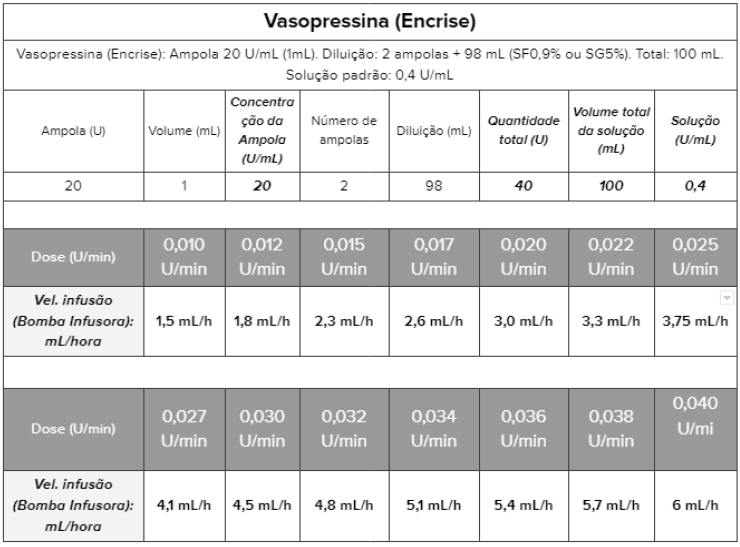 Vasopressina (Encrise)
Vasopressina (Encrise): Ampola 20 U/mL (1mL). Diluição: 2 ampolas + 98 mL (SF0,9% ou SG5%). Total: 100 mL.
Solução padrão: 0,4 U/mL
Ampola (U) Volume (mL) Concentra ção da Ampola (U/mL) Número de ampolas Diluição (mL) Quantidade total (U) Volume total da solução (mL) Solução (U/mL)
20 1 20 2 98 40 100 0,4
Dose (U/min) 0,010 U/min 0,012 U/min 0,015 U/min 0,017 U/min 0,020 U/min 0,022 U/min 0,025 U/min
Vel. infusão (Bomba Infusora): mL/hora 1,5 mL/h 1,8 mL/h 2,3 mL/h 2,6 mL/h 3,0 mL/h 3,3 mL/h 3,75 mL/h
Dose (U/min) 0,027 U/min 0,030 U/min 0,032 U/min 0,034 U/min 0,036 U/min 0,038 U/min 0,040 U/mi
Vel. infusão (Bomba Infusora): mL/hora 4,1 mL/h 4,5 mL/h 4,8 mL/h 5,1 mL/h 5,4 mL/h 5,7 mL/h 6 mL/h